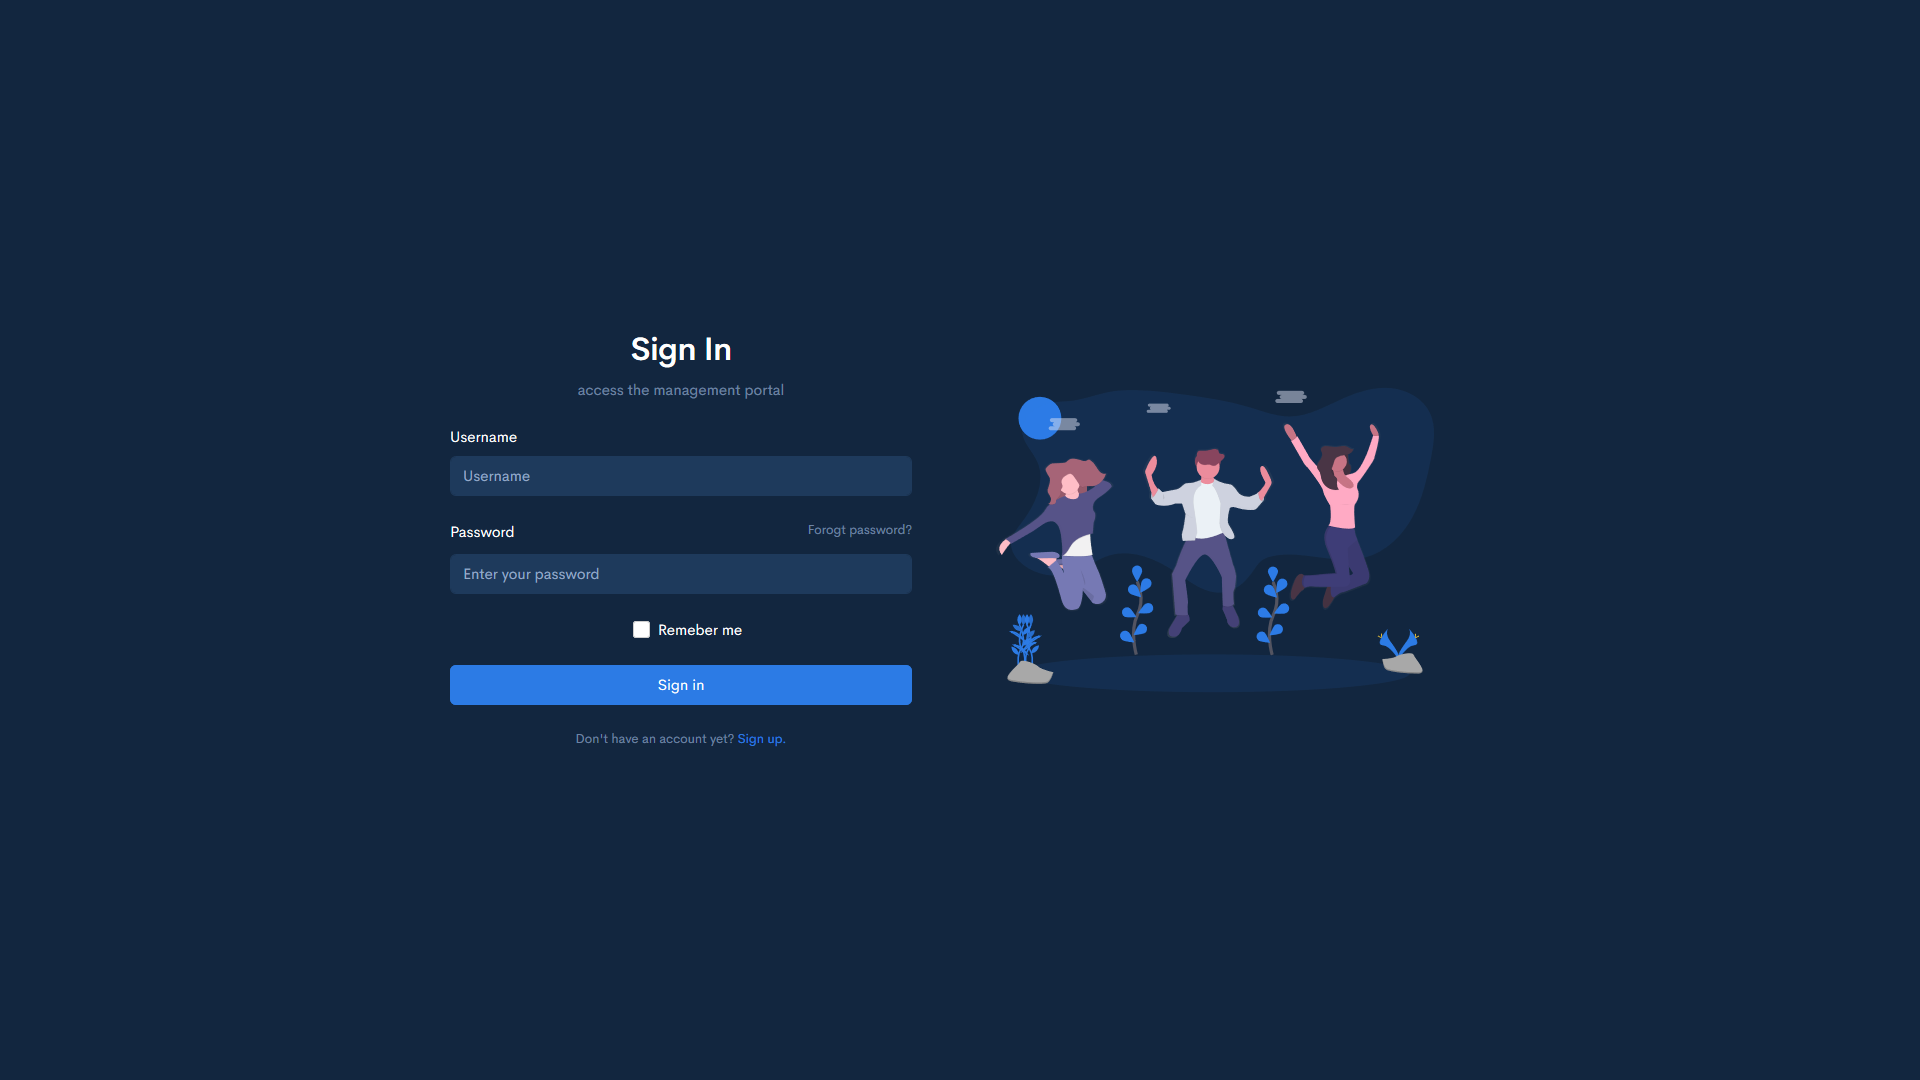 Sign In
access the management portal
Username
Username
Password
Forogt password?
Enter your password
Remeber me
Sign in
Don't have an account yet? Sign up.